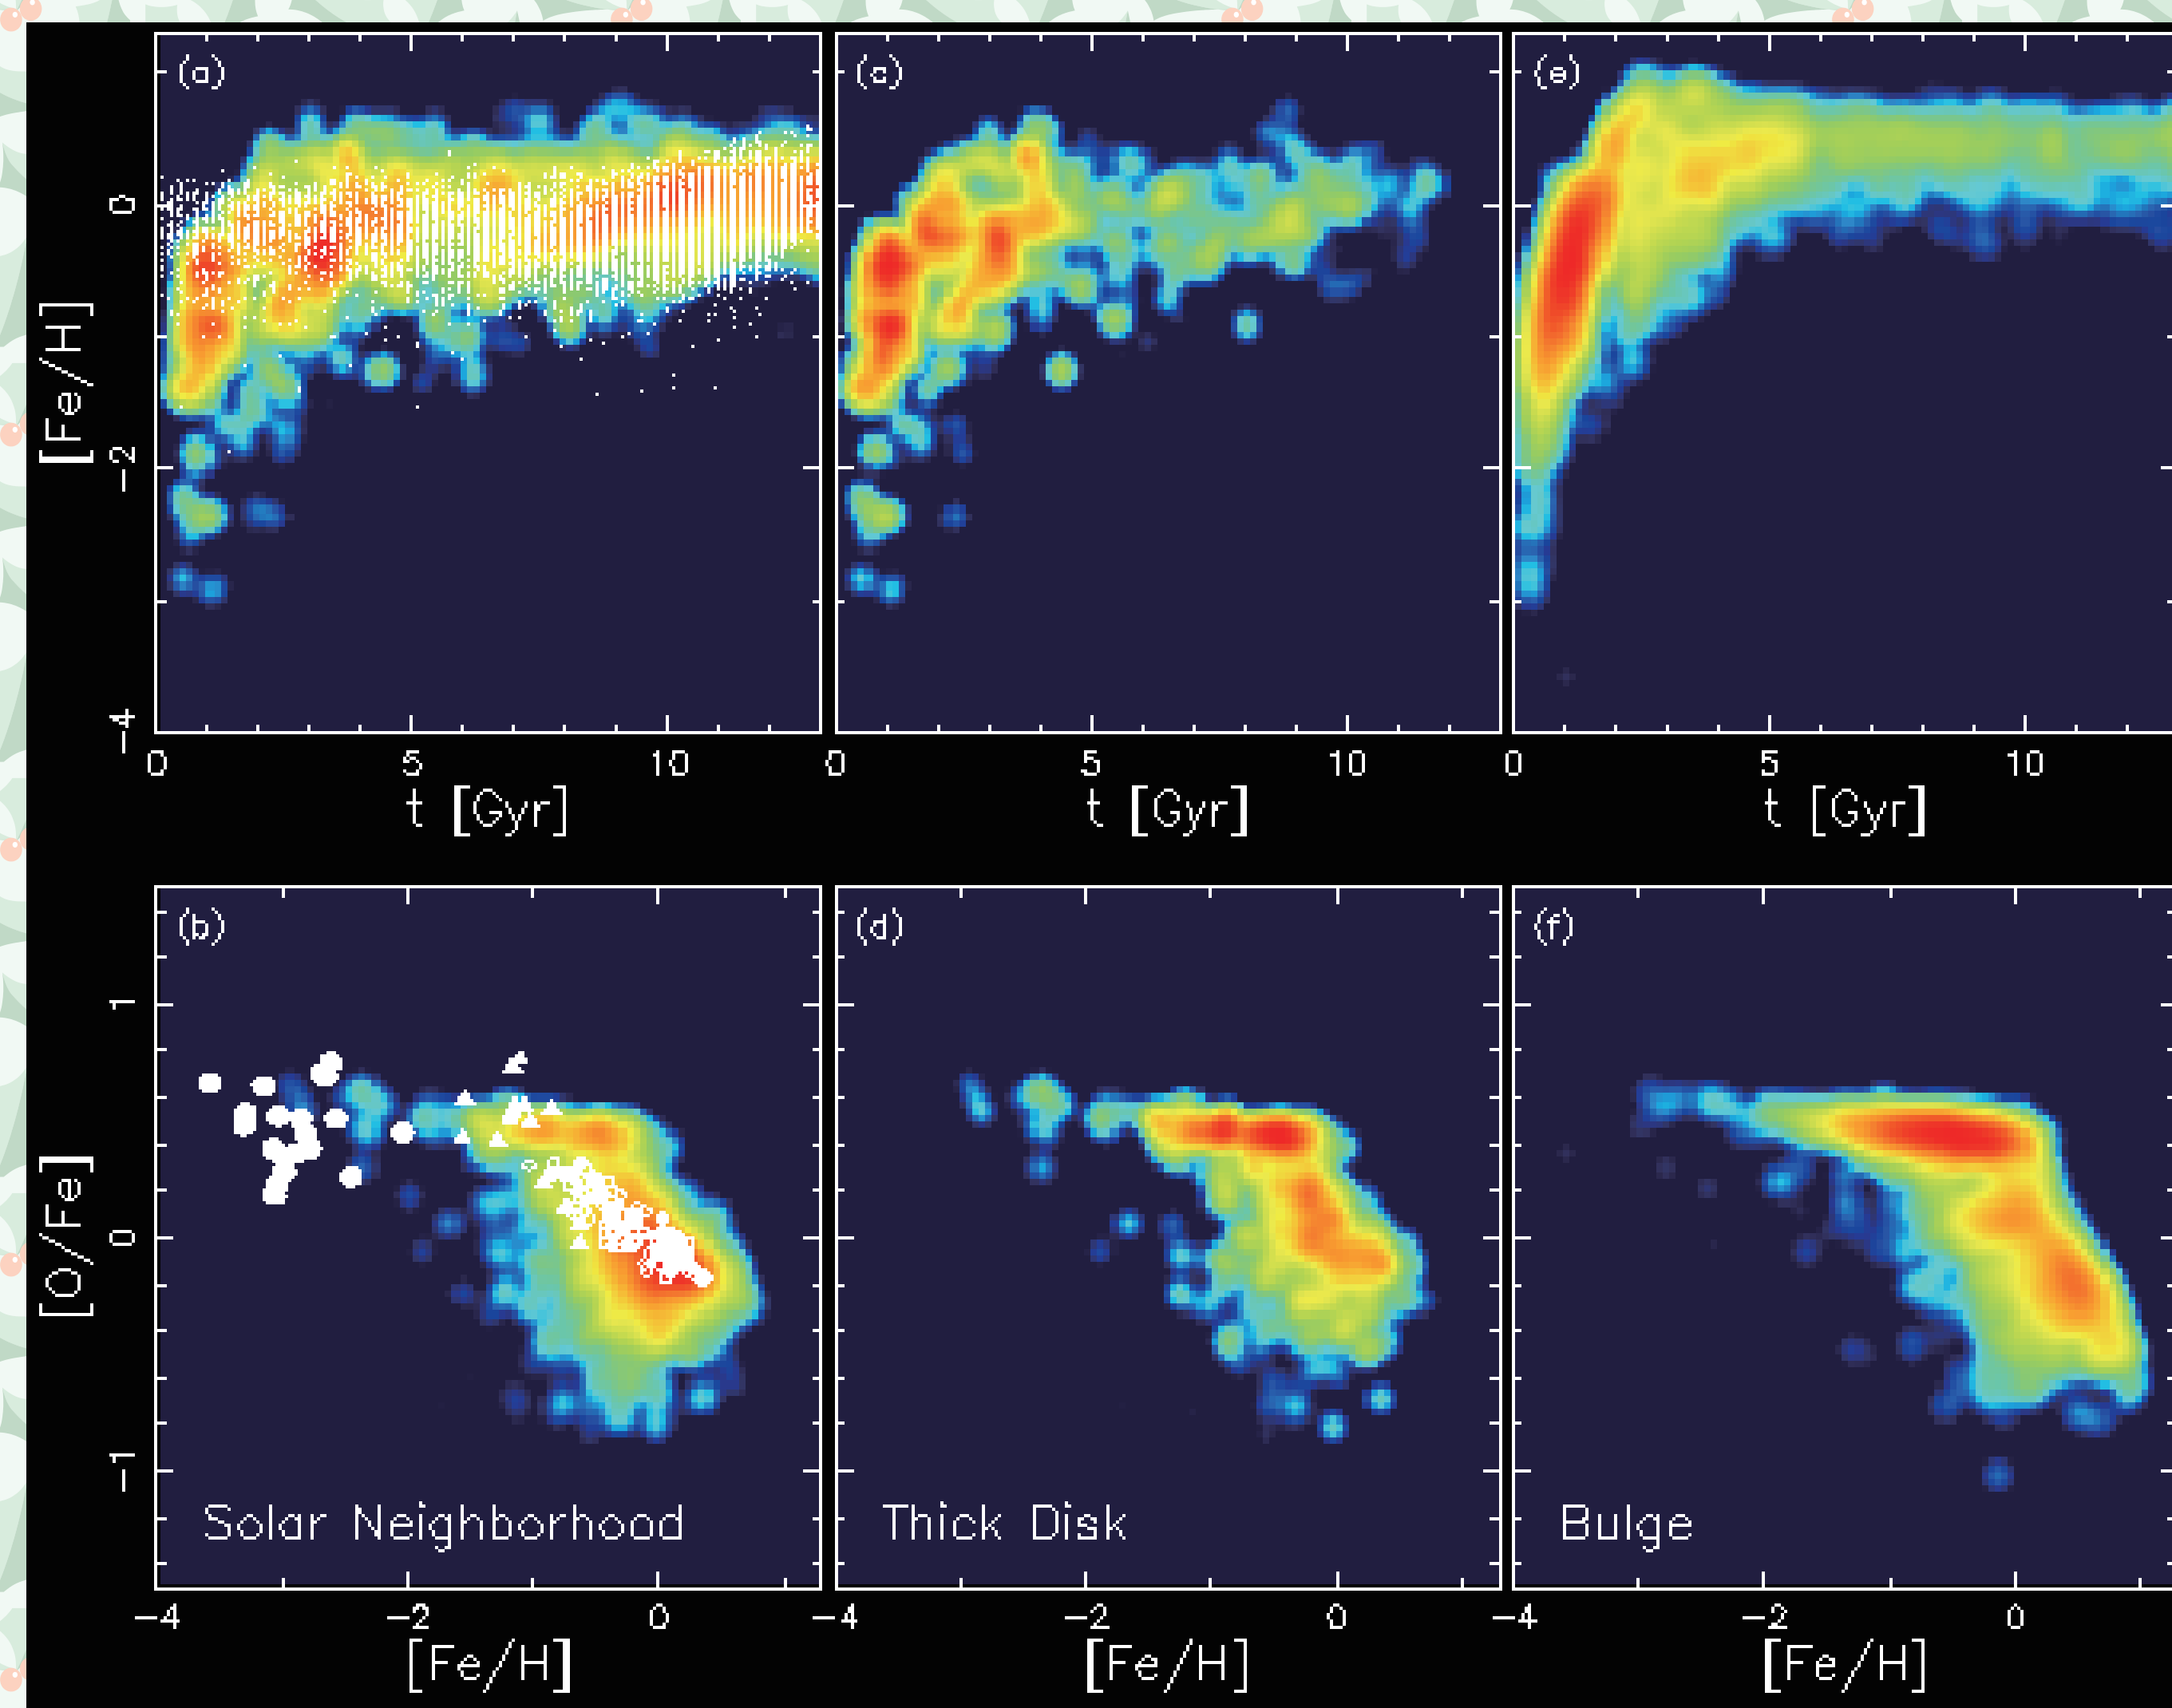 (a)
(c)
(e)
[Fe/H]
0
-2
-4
0 5 10
0 5 10
0 5 10
t [Gyr]
t [Gyr]
t [Gyr]
(b)
(d)
(f)
[O/Fe]
1
0
-1
Solar Neighborhood
Thick Disk
Bulge
-4 -2 0
-4 -2 0
-4 -2 0
[Fe/H]
[Fe/H]
[Fe/H]